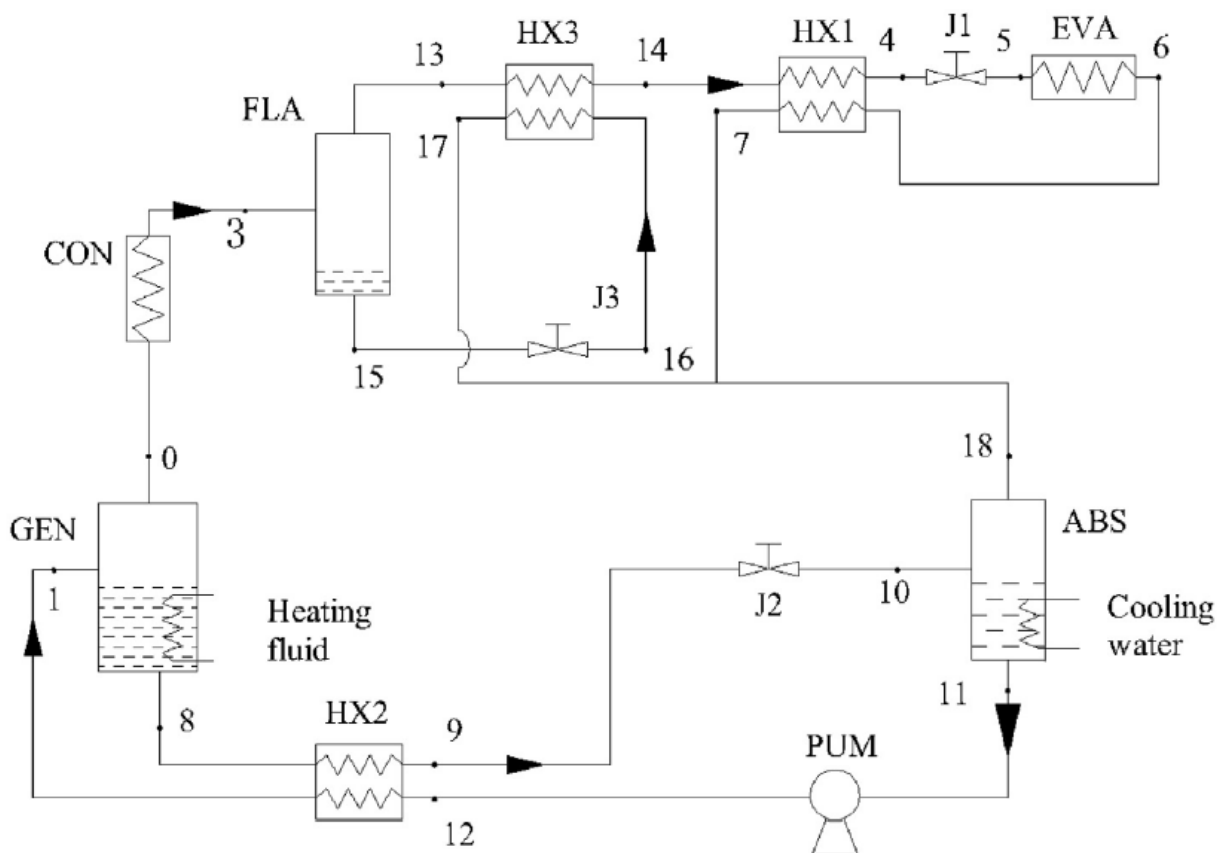 HX3
HX1
J1
EVA
13
14
4
5
6
FLA
17
7
3
CON
J3
15
16
0
18
GEN
ABS
1
J2
10
Heating
fluid
Cooling
water
8
HX2
9
11
PUM
12